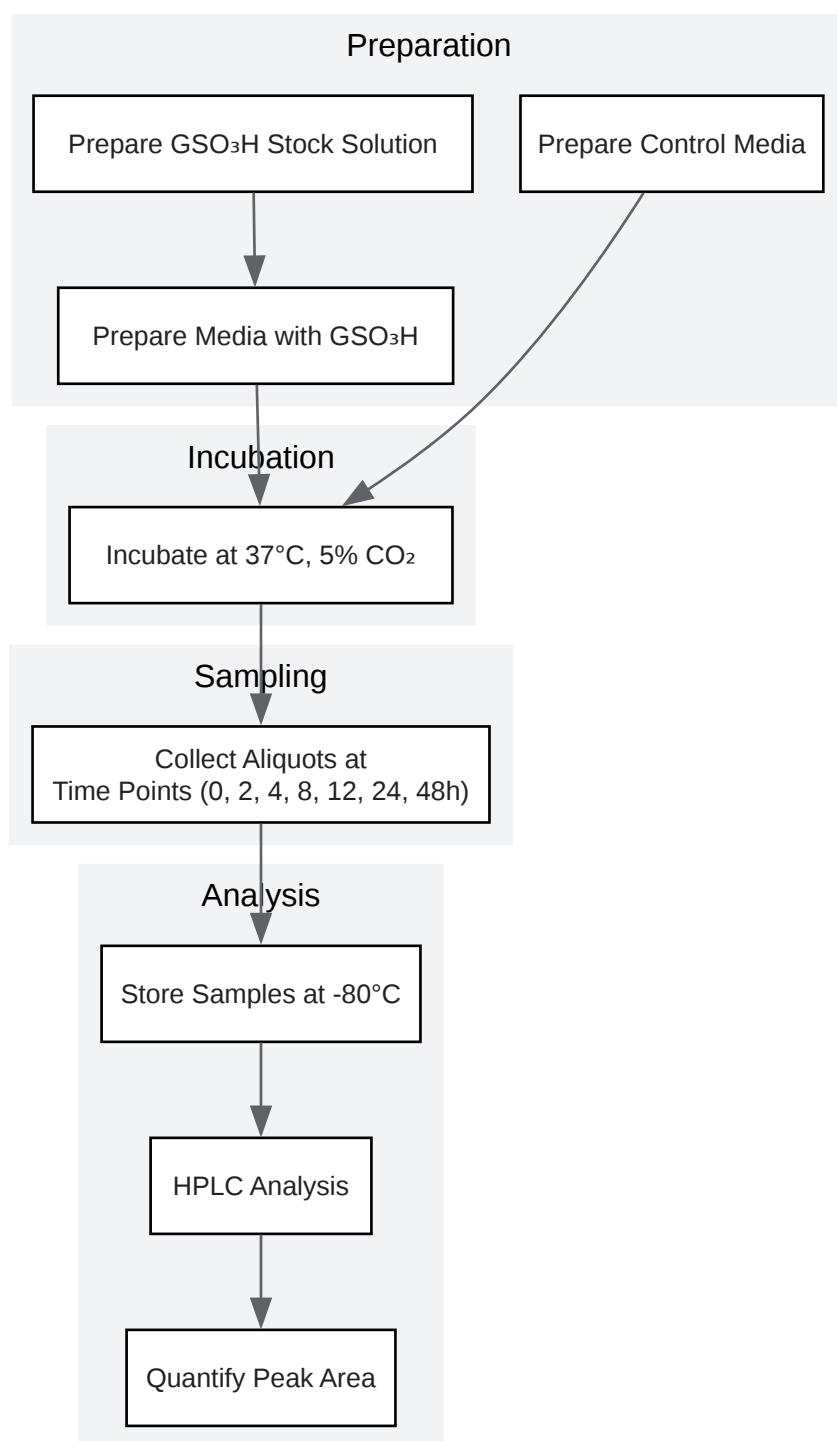 Preparation
Prepare GSO₃H Stock Solution
Prepare Control Media
Prepare Media with GSO₃H
Incubation
Incubate at 37°C, 5% CO₂
Sampling
Collect Aliquots at
Time Points (0, 2, 4, 8, 12, 24, 48h)
Analysis
Store Samples at -80°C
HPLC Analysis
Quantify Peak Area